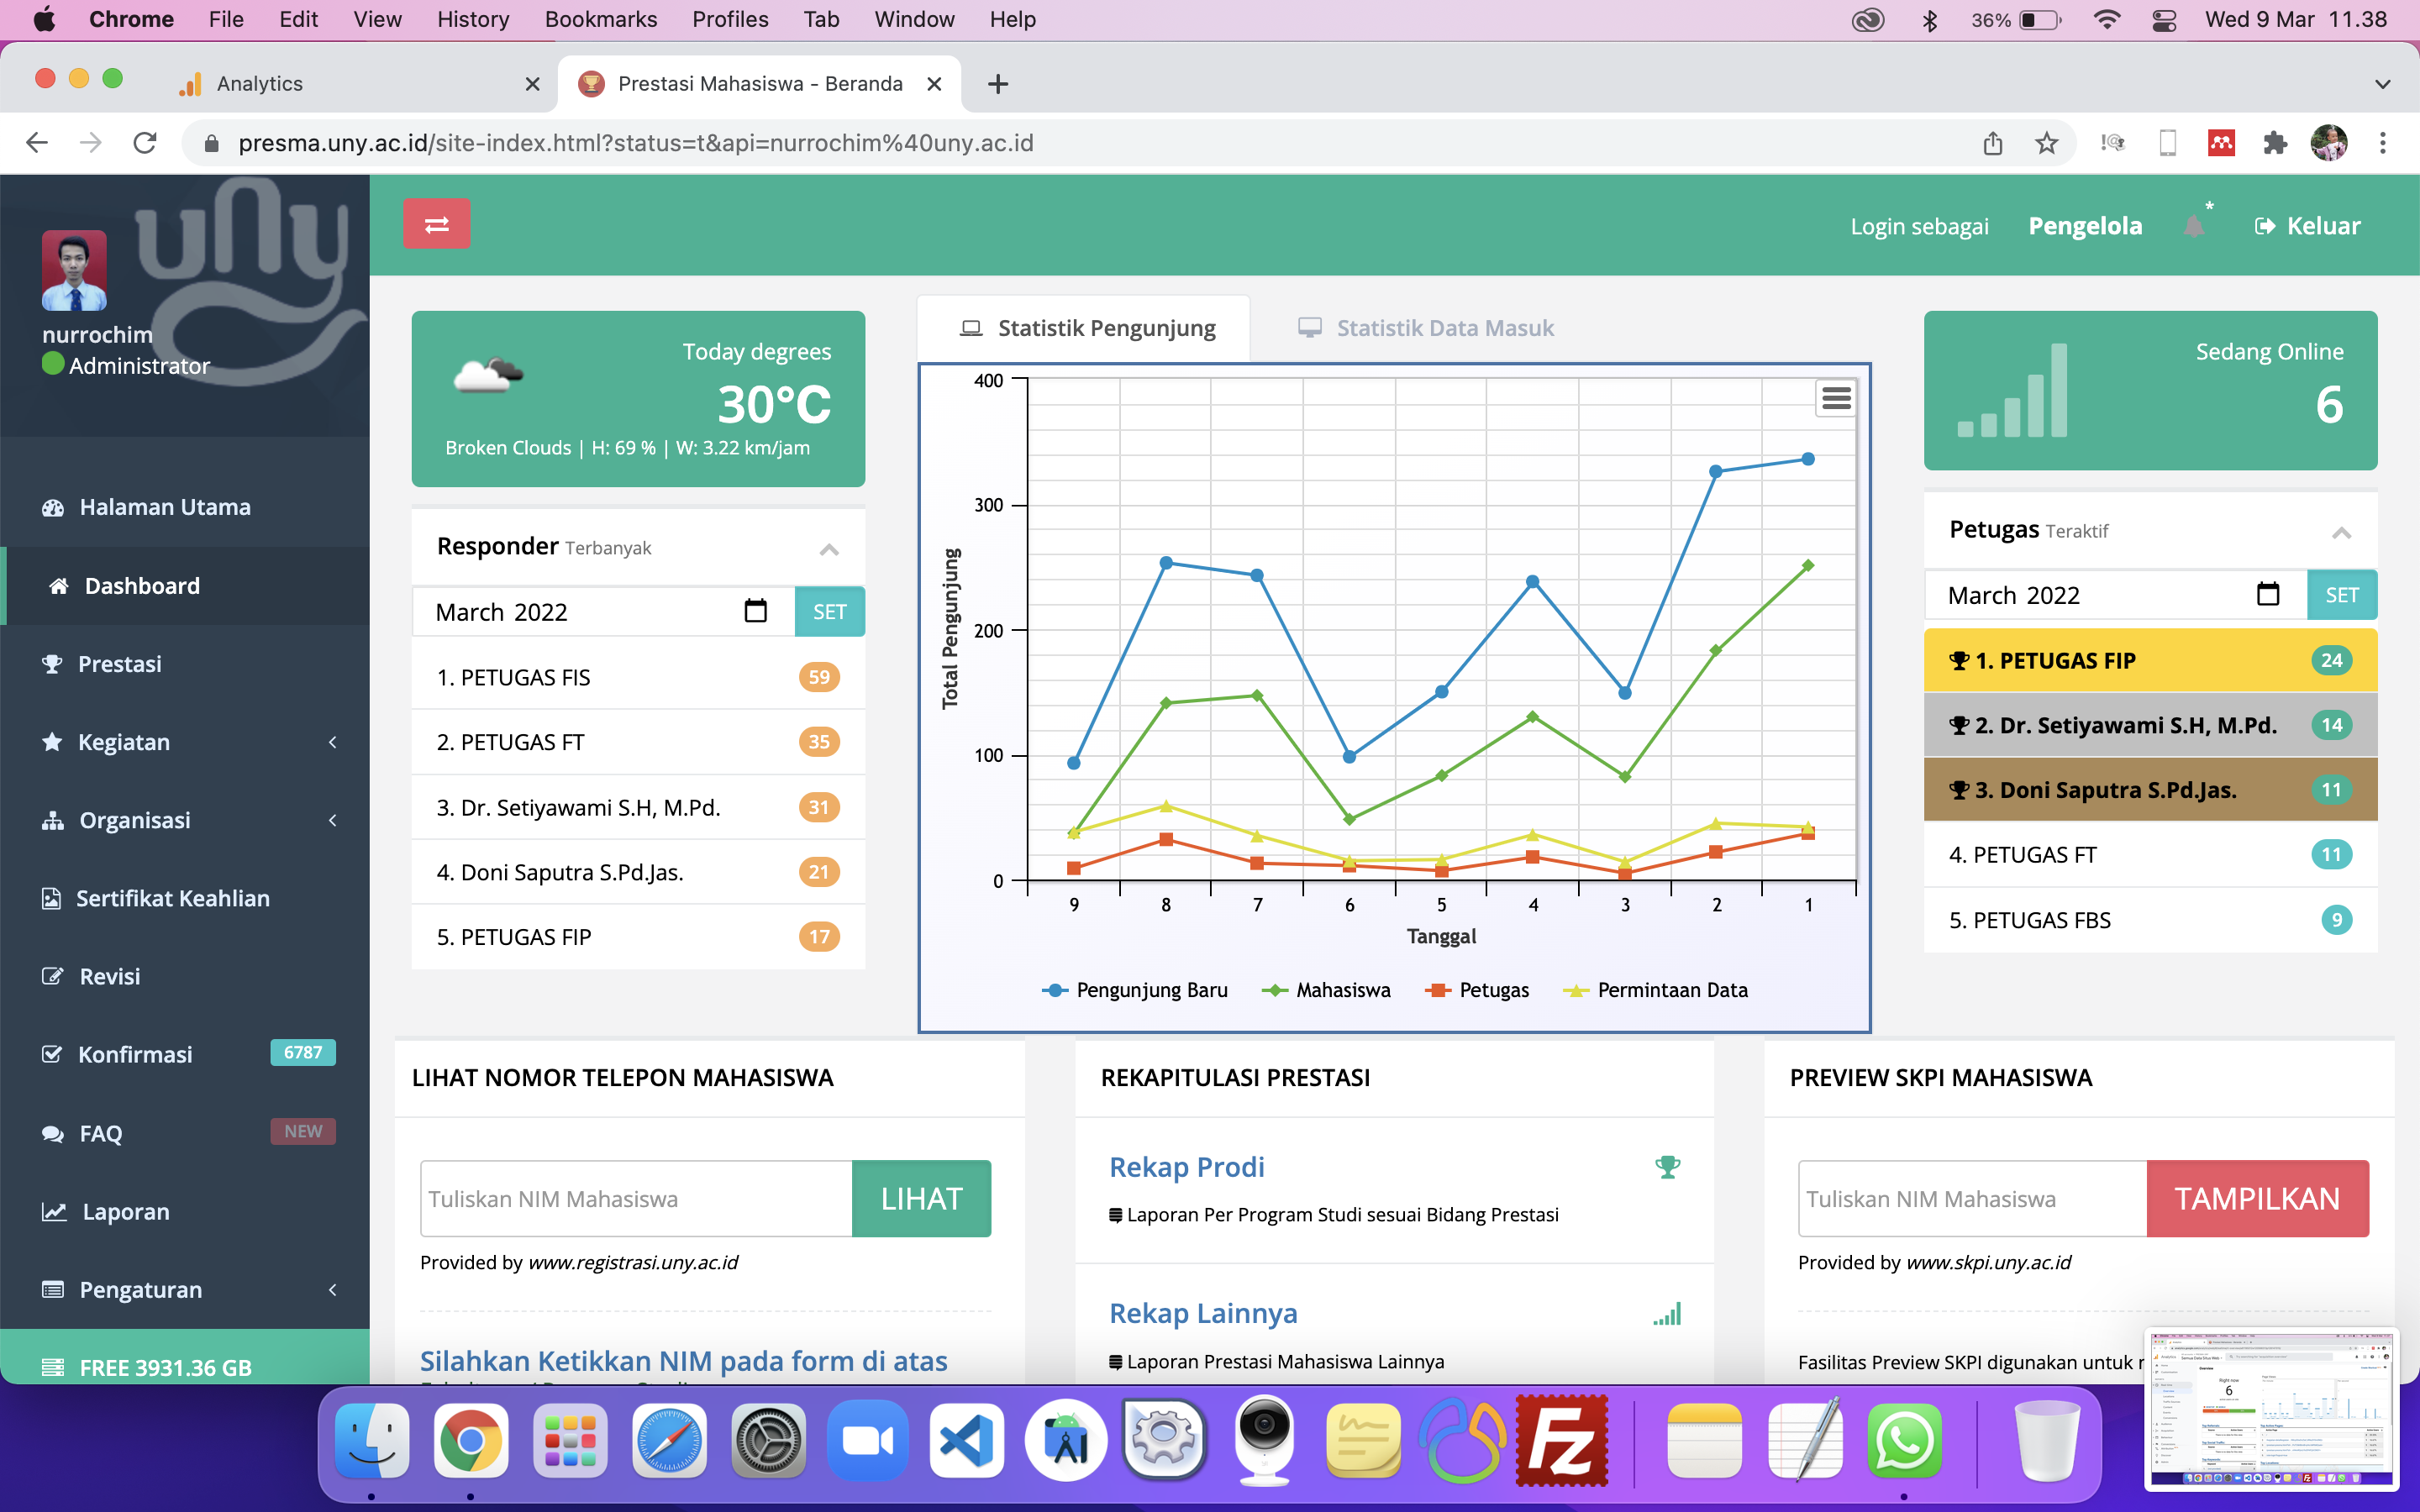 Chrome File Edit View History Bookmarks Profiles Tab Window Help 36% Wed 9 Mar 11.38
Analytics
Prestasi Mahasiswa - Beranda
presma.uny.ac.id/site-index.html?status=t&api=nurrochim%40uny.ac.id
uny
nurrochim
Administrator
Halaman Utama
Dashboard
Prestasi
Kegiatan
Organisasi
Sertifikat Keahlian
Revisi
Konfirmasi 6787
FAQ NEW
Laporan
Pengaturan
FREE 3931.36 GB
Login sebagai Pengelola * Keluar
Today degrees
30°C
Broken Clouds | H: 69 % | W: 3.22 km/jam
Responder Terbanyak
March 2022 SET
1. PETUGAS FIS 59
2. PETUGAS FT 35
3. Dr. Setiyawami S.H, M.Pd. 31
4. Doni Saputra S.Pd.Jas. 21
5. PETUGAS FIP 17
Statistik Pengunjung
Statistik Data Masuk
Total Pengunjung
400
300
200
100
0
9 8 7 6 5 4 3 2 1
Tanggal
Pengunjung Baru Mahasiswa Petugas Permintaan Data
Sedang Online
6
Petugas Teraktif
March 2022 SET
1. PETUGAS FIP 24
2. Dr. Setiyawami S.H, M.Pd. 14
3. Doni Saputra S.Pd.Jas. 11
4. PETUGAS FT 11
5. PETUGAS FBS 9
LIHAT NOMOR TELEPON MAHASISWA
Tuliskan NIM Mahasiswa LIHAT
Provided by www.registrasi.uny.ac.id
Silahkan Ketikkan NIM pada form di atas
REKAPITULASI PRESTASI
Rekap Prodi
Laporan Per Program Studi sesuai Bidang Prestasi
Rekap Lainnya
Laporan Prestasi Mahasiswa Lainnya
PREVIEW SKPI MAHASISWA
Tuliskan NIM Mahasiswa TAMPILKAN
Provided by www.skpi.uny.ac.id
Fasilitas Preview SKPI digunakan untuk
Right now
6
Fz